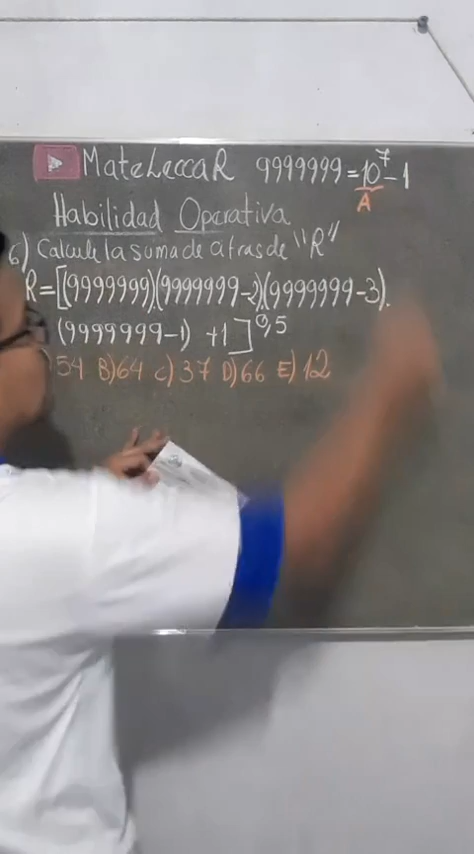 MateLeccaR 9999999=10⁷-1
A
Habilidad Operativa
6) Calcule la suma de cifras de "R"
R=[(9999999)(9999999-2)(9999999-3).
(9999999-1) +1]^0,5
54 B)64 C)37 D)66 E)12